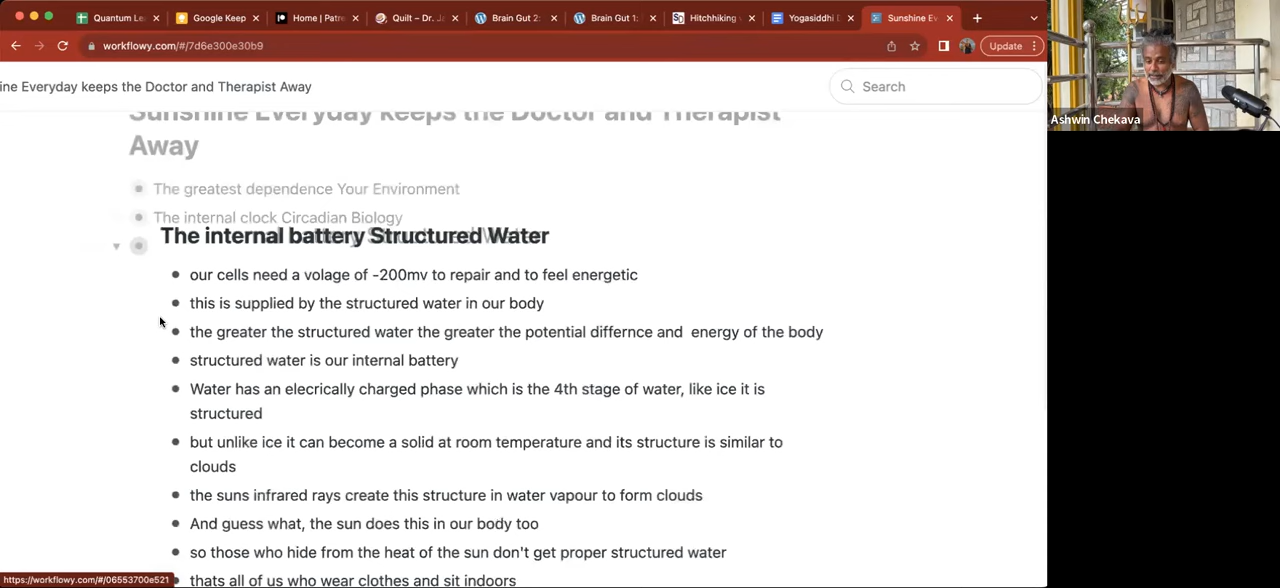 Quantum Le
Google Keep
Home | Patre
Quilt – Dr. Ja
Brain Gut 2:
Brain Gut 1:
Hitchhiking
Yogasiddhi
Sunshine Ev
workflowy.com/#/7d6e300e30b9
Update
ine Everyday keeps the Doctor and Therapist Away
Search
Ashwin Chekava
Sunshine Everyday keeps the Doctor and Therapist
Away
The greatest dependence Your Environment
The internal clock Circadian Biology
The internal battery Structured Water
our cells need a volage of -200mv to repair and to feel energetic
this is supplied by the structured water in our body
the greater the structured water the greater the potential differnce and energy of the body
structured water is our internal battery
Water has an elecrically charged phase which is the 4th stage of water, like ice it is
structured
but unlike ice it can become a solid at room temperature and its structure is similar to
clouds
the suns infrared rays create this structure in water vapour to form clouds
And guess what, the sun does this in our body too
so those who hide from the heat of the sun don't get proper structured water
thats all of us who wear clothes and sit indoors
https://workflowy.com/#/06553700e521